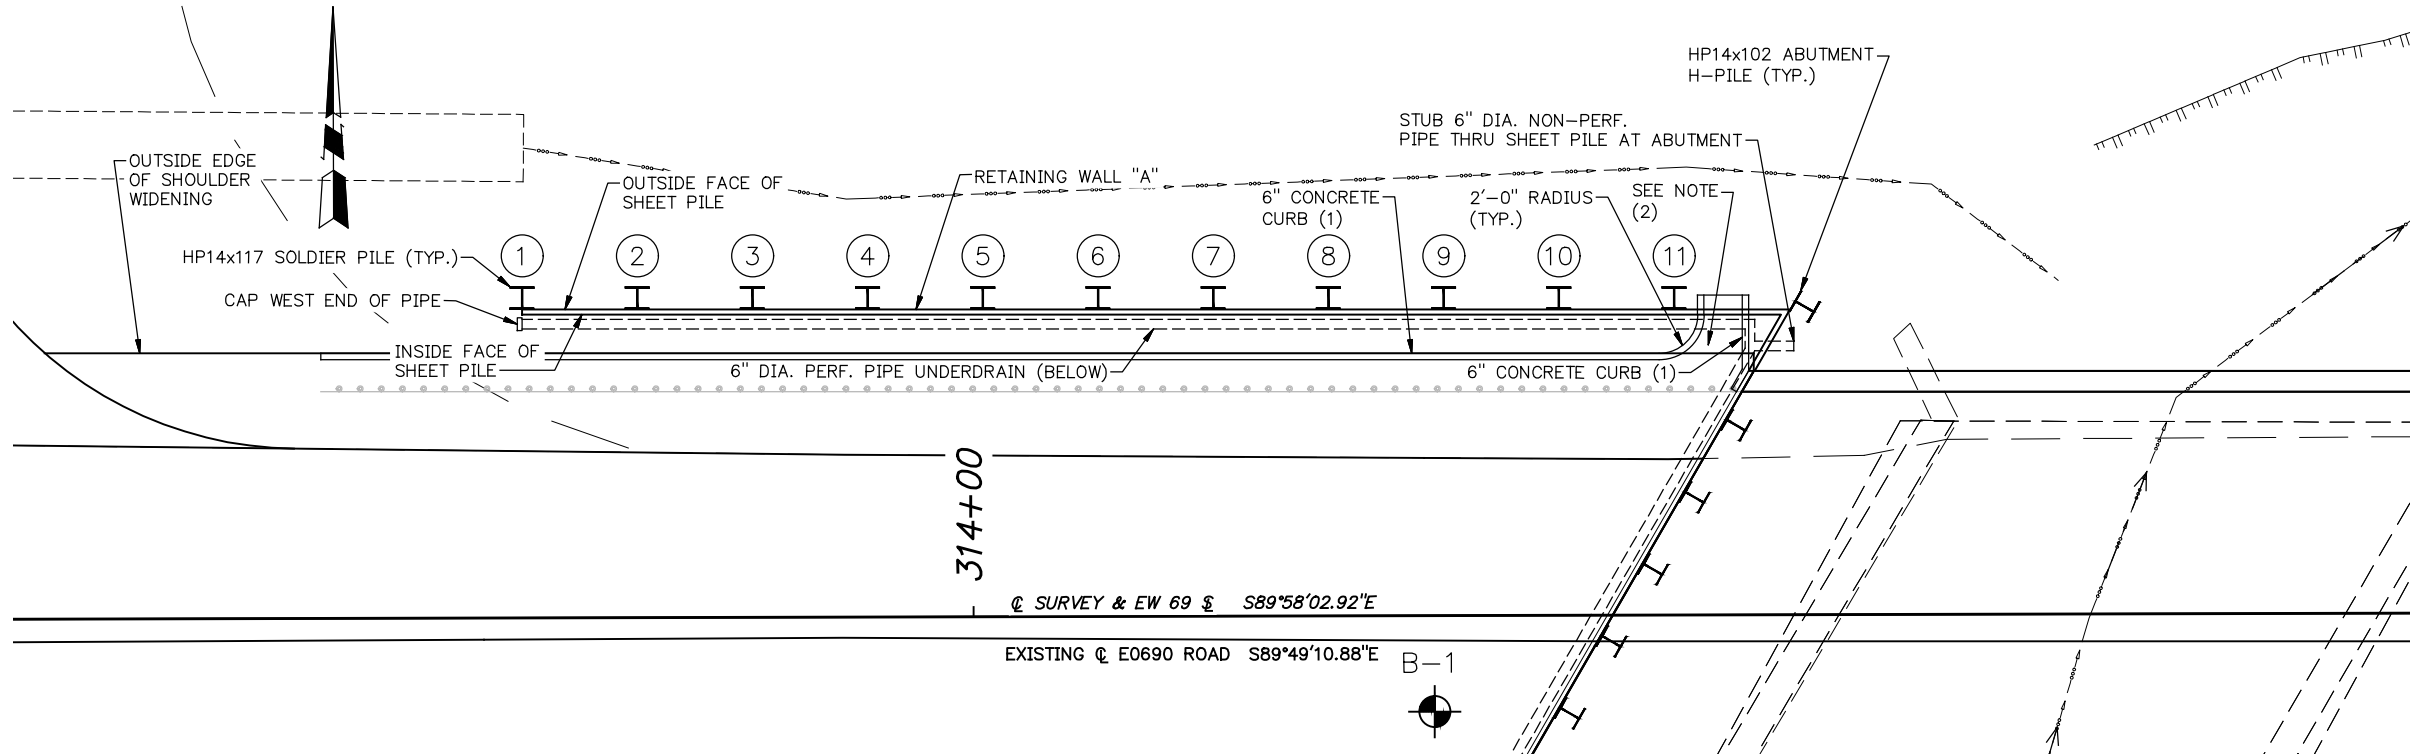 HP14x102 ABUTMENT
H-PILE (TYP.)
STUB 6" DIA. NON-PERF.
PIPE THRU SHEET PILE AT ABUTMENT
OUTSIDE EDGE
OF SHOULDER
WIDENING
OUTSIDE FACE OF
SHEET PILE
RETAINING WALL "A"
6" CONCRETE
CURB (1)
2'-0" RADIUS
(TYP.)
SEE NOTE
(2)
HP14x117 SOLDIER PILE (TYP.)
1 2 3 4 5 6 7 8 9 10 11
CAP WEST END OF PIPE
INSIDE FACE OF
SHEET PILE
6" DIA. PERF. PIPE UNDERDRAIN (BELOW)
6" CONCRETE CURB (1)
314+00
℄ SURVEY & EW 69 ℄ S89°58'02.92"E
EXISTING ℄ E0690 ROAD S89°49'10.88"E
B-1